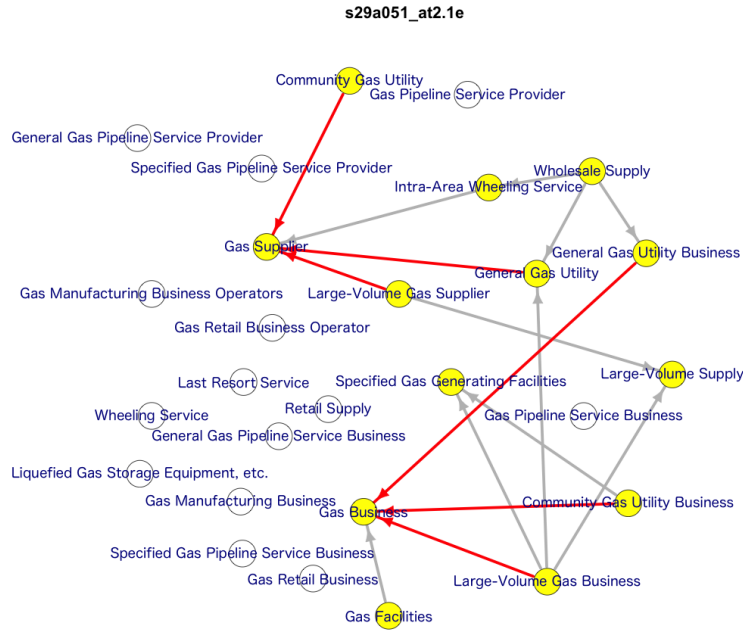 s29a051_at2.1e
Community Gas Utility
Gas Pipeline Service Provider
General Gas Pipeline Service Provider
Specified Gas Pipeline Service Provider
Wholesale Supply
Intra-Area Wheeling Service
Gas Supplier
General Gas Utility Business
General Gas Utility
Gas Manufacturing Business Operators
Large-Volume Gas Supplier
Gas Retail Business Operator
Large-Volume Supply
Last Resort Service
Specified Gas Generating Facilities
Retail Supply
Wheeling Service
Gas Pipeline Service Business
General Gas Pipeline Service Business
Liquefied Gas Storage Equipment, etc.
Gas Manufacturing Business
Community Gas Utility Business
Gas Business
Specified Gas Pipeline Service Business
Gas Retail Business
Large-Volume Gas Business
Gas Facilities